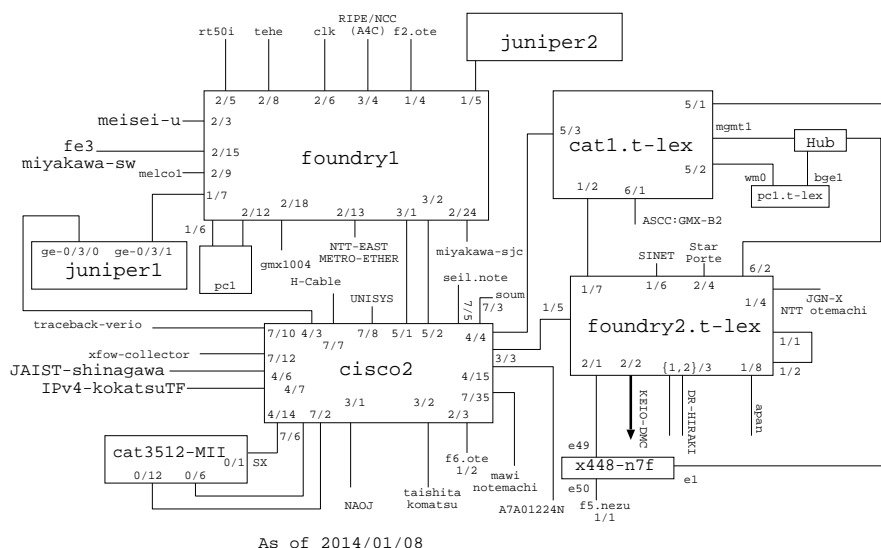 RIPE/NCC
rt50i tehe clk (A4C) f2.ote
juniper2
2/5 2/8 2/6 3/4 1/4 1/5
5/1
meisei-u 2/3
5/3 mgmt1
fe3 2/15
foundry1
cat1.t-lex
Hub
miyakawa-sw
melco1 2/9
5/2
wm0 bge1
1/7
2/18 3/2
1/2 6/1
pc1.t-lex
1/6 2/12 2/13 3/1 2/24
ASCC:GMX-B2
ge-0/3/0 ge-0/3/1
NTT-EAST
METRO-ETHER
miyakawa-sjc
juniper1
pc1
gmx1004
SINET
Star
Porte
H-Cable
seil.note
6/2
UNISYS
soum
7/5 7/3
1/7 1/6 2/4
JGN-X
1/5
1/4
NTT otemachi
traceback-verio
7/10 4/3 7/8 5/1 5/2 4/4
foundry2.t-lex
7/7
1/1
xfow-collector
7/12
3/3
JAIST-shinagawa
4/6
cisco2
2/1 2/2 {1,2}/3 1/8 1/2
4/15
IPv4-kokatsuTF
4/7
7/35
3/1 3/2
KEIO-DMC
DR-HIRAKI
apan
4/14 7/6 7/2 2/3
cat3512-MII
0/1 SX
f6.ote
1/2
e49
x448-n7f
0/12 0/6
mawi
notemachi
e50 e1
NAOJ
taishita
komatsu
A7A01224N
f5.nezu
1/1
As of 2014/01/08